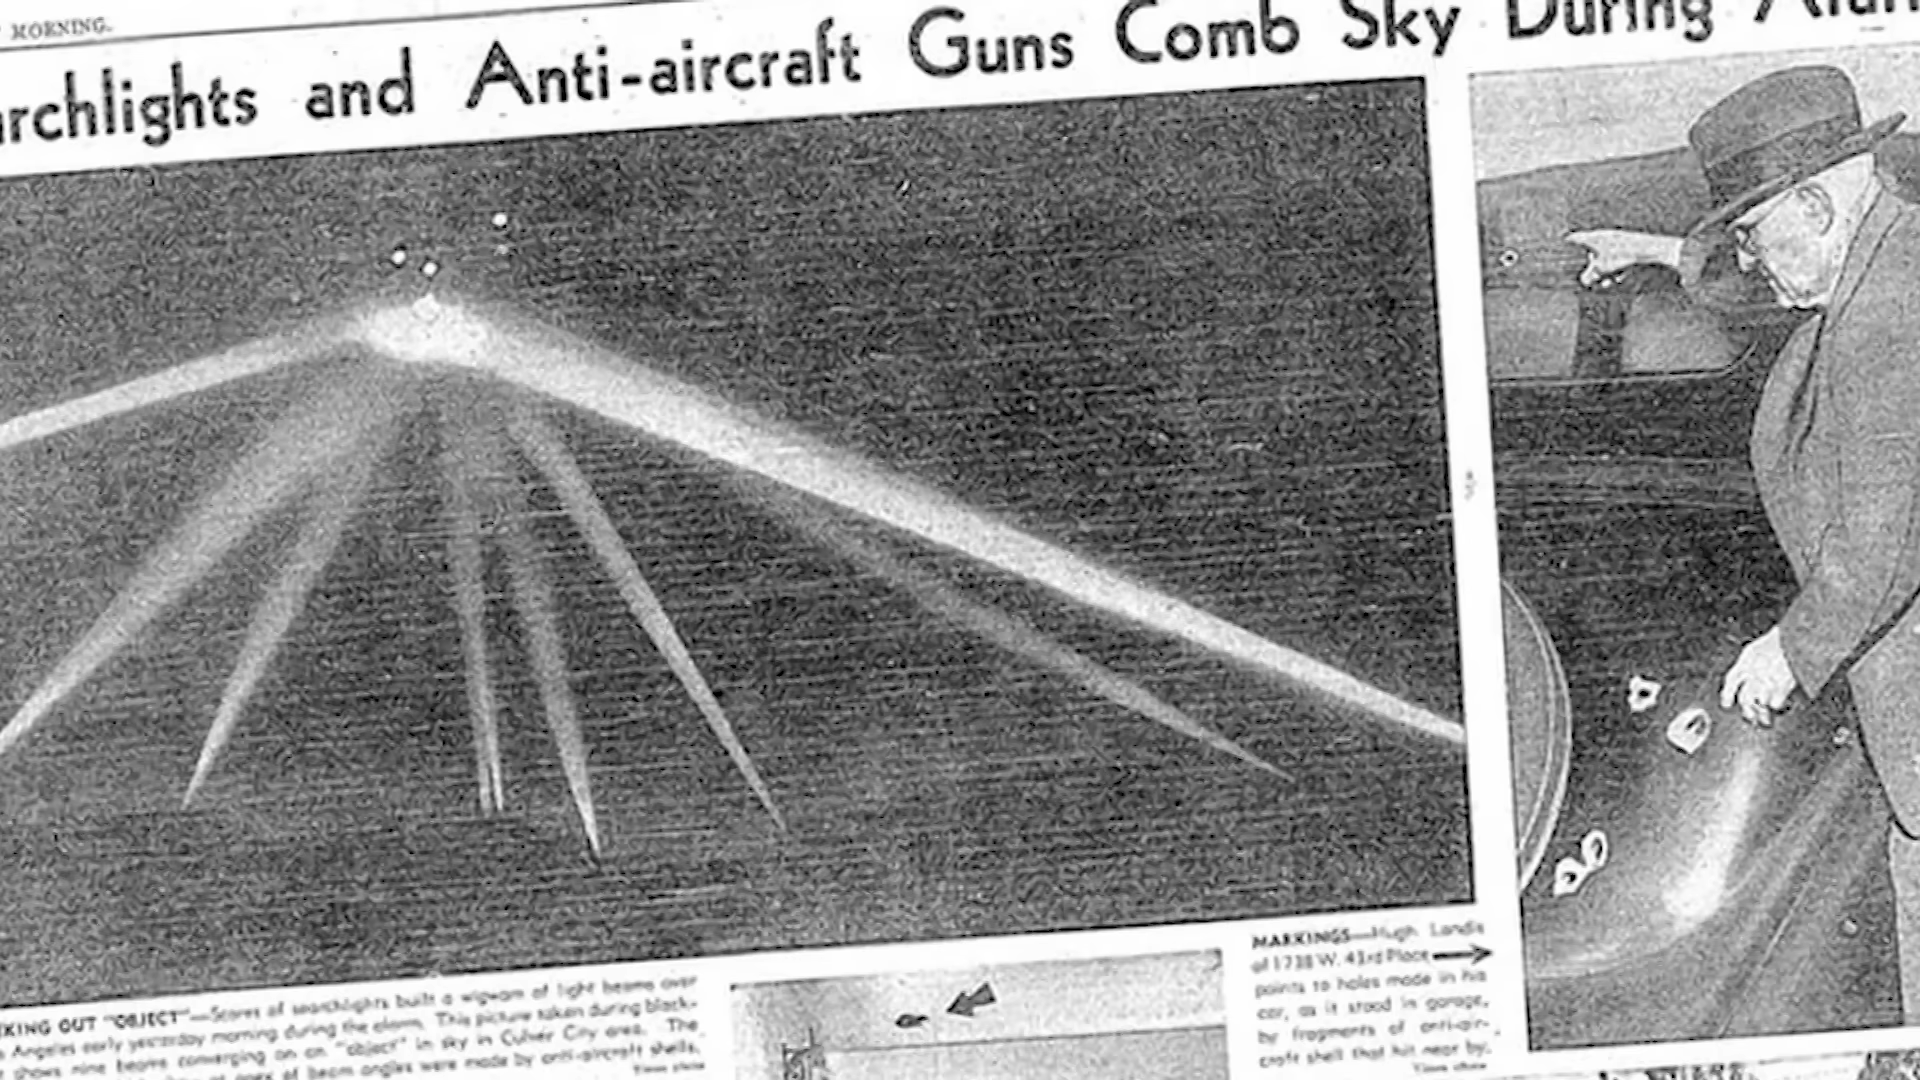 MORNING.
rchlights and Anti-aircraft Guns Comb Sky During
KING OUT "OBJECT"—Scores of searchlights built a wigwam of light beams over
Angeles early yesterday morning during the alarm. This picture taken during black-
shows nine beams converging on an "object" in sky in Culver City area. The
of beam angles were made by anti-aircraft shells.
Times photo
MARKINGS—Hugh Landis
of 1738 W. 43rd Place
points to holes made in his
car, as it stood in garage,
by fragments of anti-air-
craft shell that hit near by.
Times photo